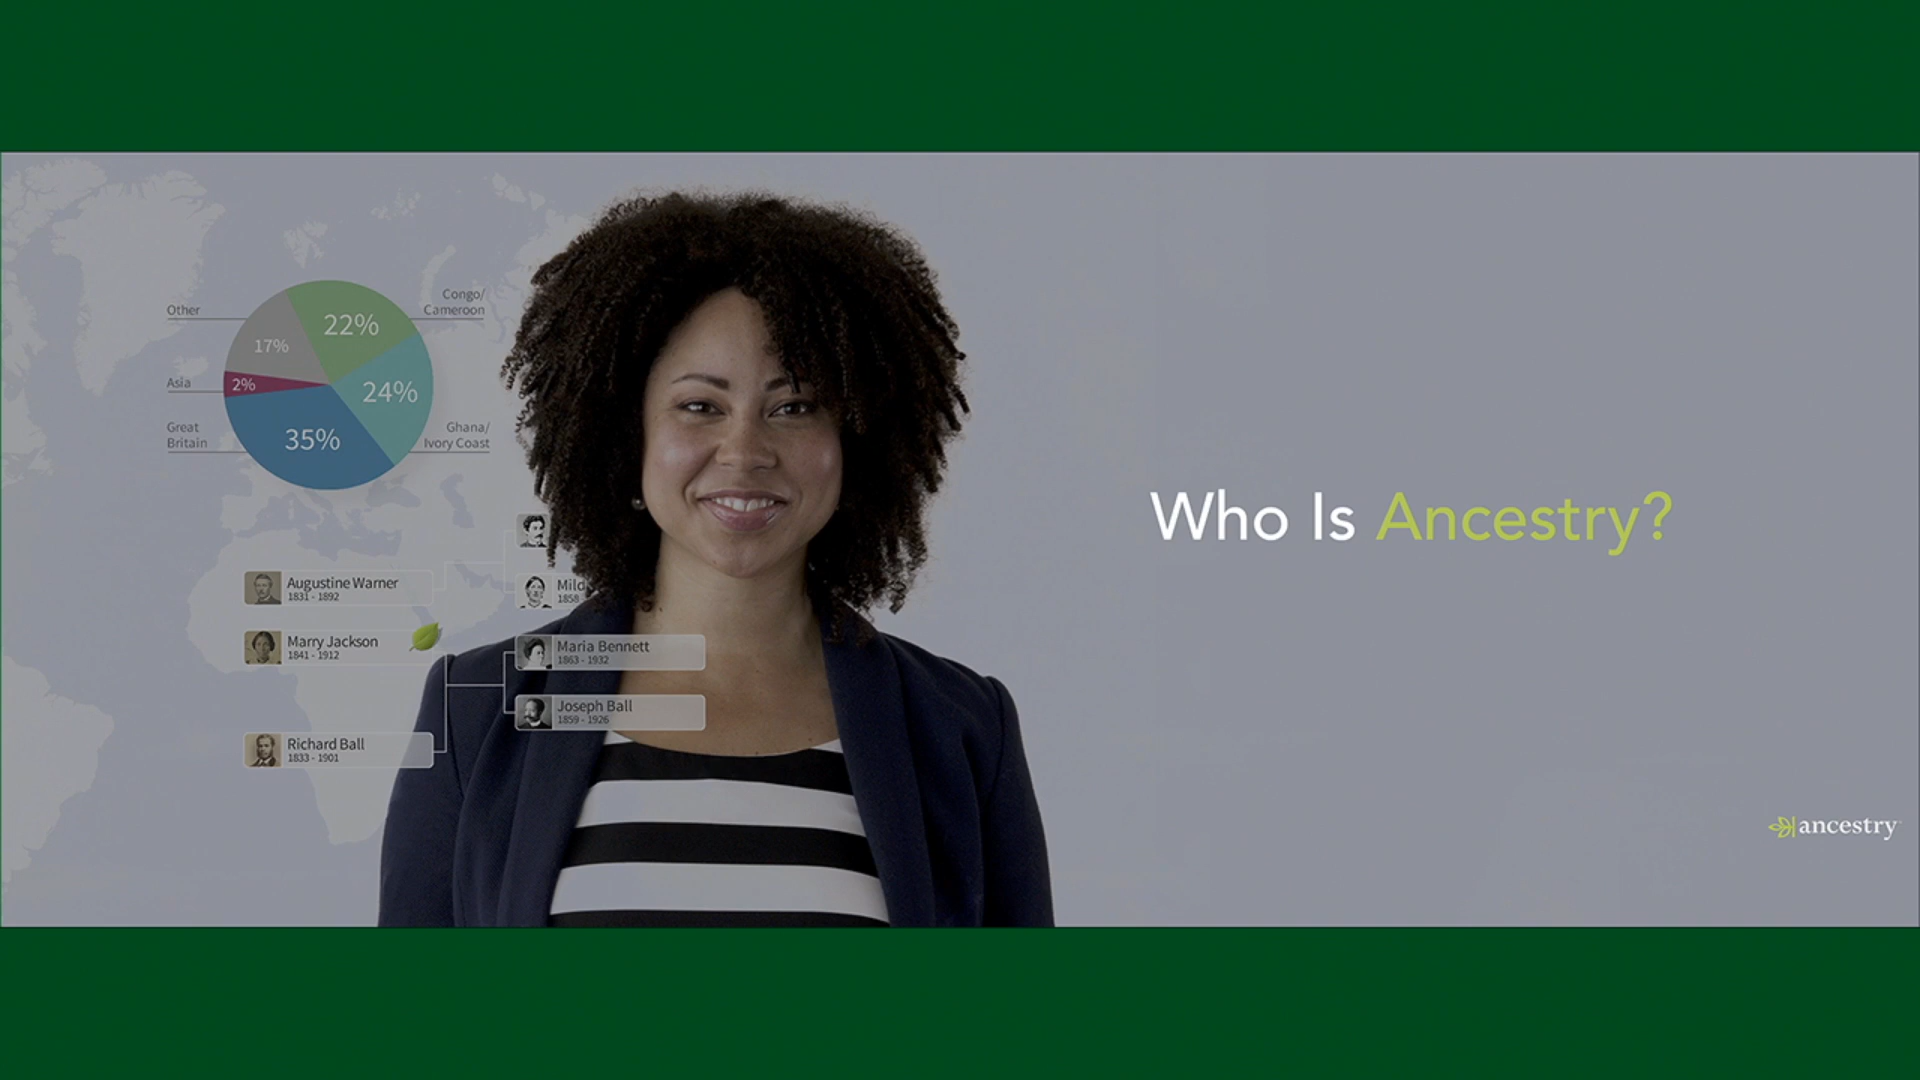 Other
17%
22%
Congo/
Cameroon
Asia
2%
24%
Great
Britain
35%
Ghana/
Ivory Coast
Augustine Warner
1831 - 1892
Marry Jackson
1841 - 1912
Richard Ball
1833 - 1901
1858
Maria Bennett
1863 - 1932
Joseph Ball
1859 - 1926
Who Is Ancestry?
ancestry